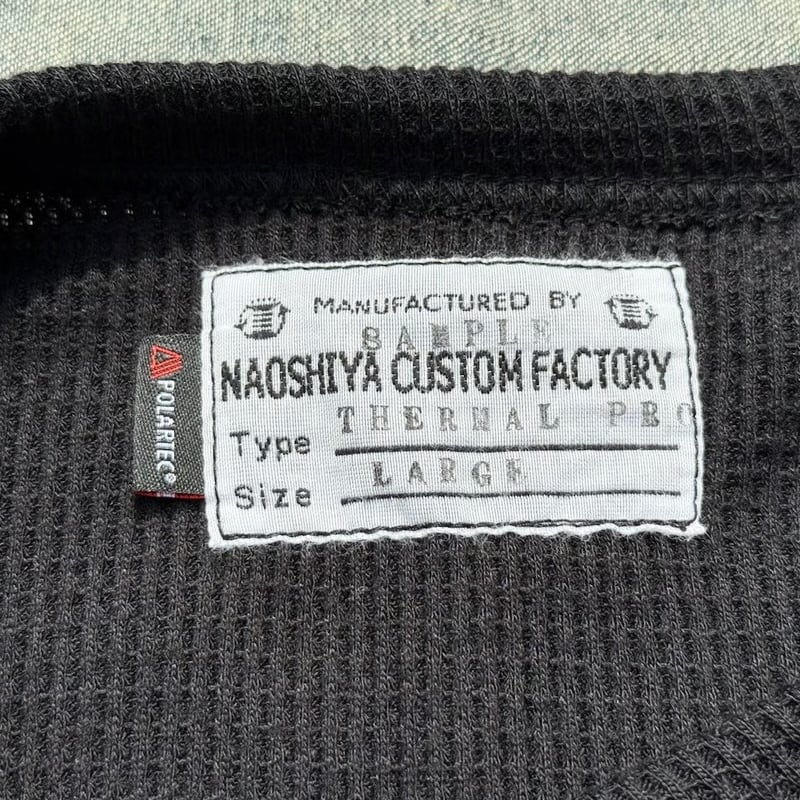 MANUFACTURED BY
SAMPLE
NAOSHIYA CUSTOM FACTORY
Type THERMAL PRO
Size LARGE
POLARTEC®